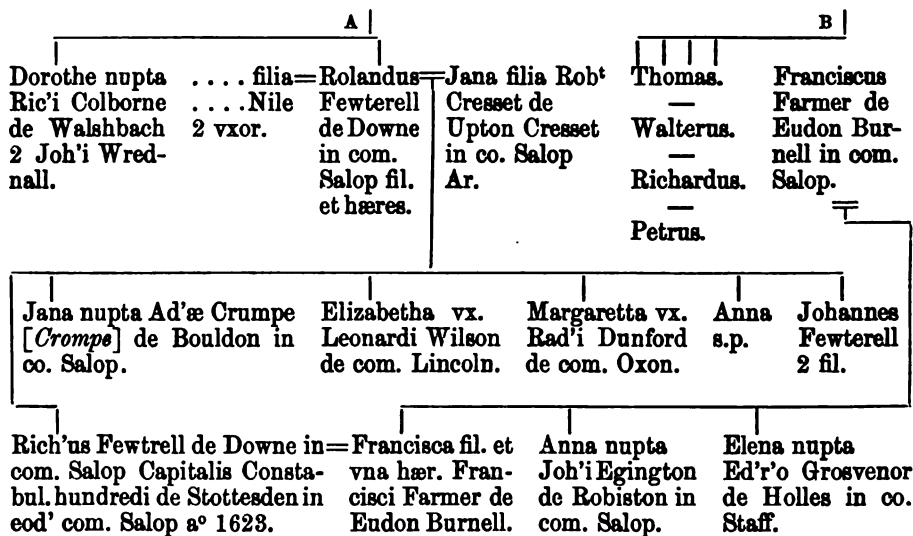 A B
Dorothe nupta
Ric'i Colborne
de Walshbach
2 Joh'i Wred-
nall.
. . . . filia=
. . . . Nile
2 vxor.
Rolandus
Fewterell
de Downe
in com.
Salop fil.
et hæres.
Jana filia Robᵗ
Cresset de
Upton Cresset
in co. Salop
Ar.
Thomas.
—
Walterus.
—
Richardus.
—
Petrus.
Franciscus
Farmer de
Eudon Bur-
nell in com.
Salop.
Jana nupta Ad'æ Crumpe
[Crompe] de Bouldon in
co. Salop.
Elizabetha vx.
Leonardi Wilson
de com. Lincoln.
Margaretta vx.
Rad'i Dunford
de com. Oxon.
Anna
s.p.
Johannes
Fewterell
2 fil.
Rich'us Fewtrell de Downe in=
com. Salop Capitalis Consta-
bul. hundredi de Stottesden in
eod' com. Salop aº 1623.
Francisca fil. et
vna hær. Fran-
cisci Farmer de
Eudon Burnell.
Anna nupta
Joh'i Egington
de Robiston in
com. Salop.
Elena nupta
Ed'r'o Grosvenor
de Holles in co.
Staff.